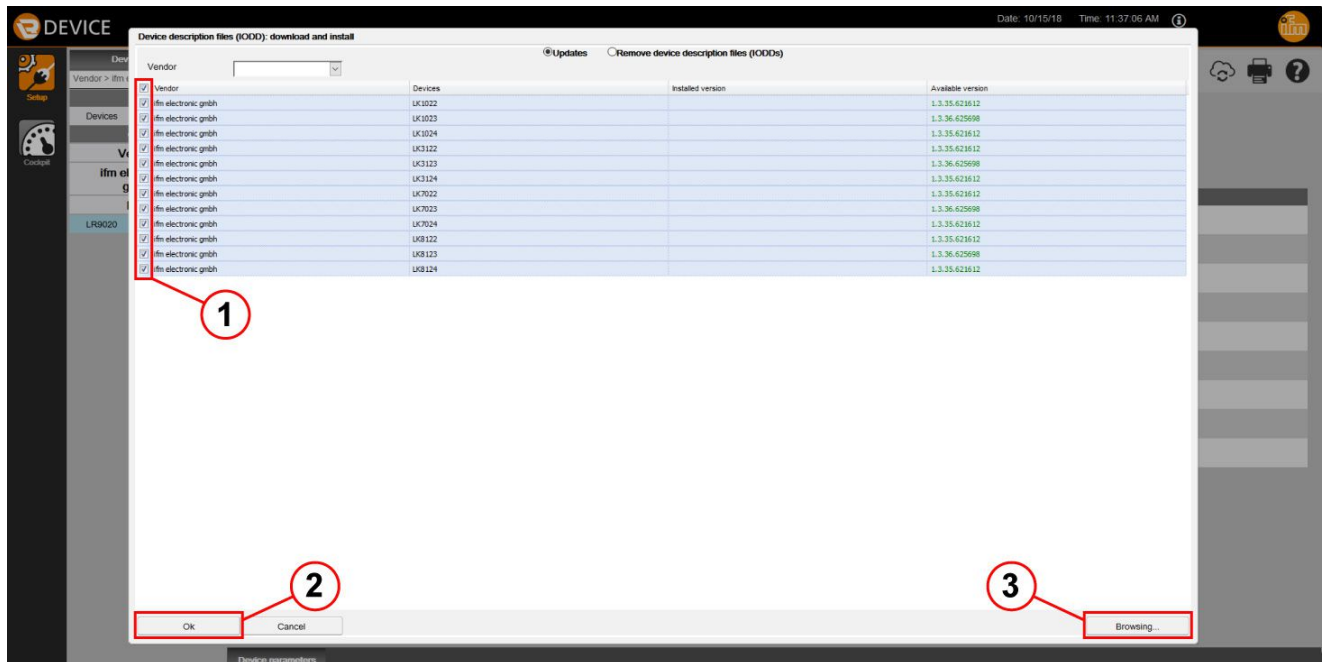 DEVICE
Date: 10/15/18 Time: 11:37:06 AM
ifm
Device description files (IODD): download and install
Updates Remove device description files (IODDs)
Vendor
Vendor Devices Installed version Available version
ifm electronic gmbh LK1022 1.3.35.621612
ifm electronic gmbh LK1023 1.3.36.625698
ifm electronic gmbh LK1024 1.3.35.621612
ifm electronic gmbh LK3122 1.3.35.621612
ifm electronic gmbh LK3123 1.3.36.625698
ifm electronic gmbh LK3124 1.3.35.621612
ifm electronic gmbh LK7022 1.3.35.621612
ifm electronic gmbh LK7023 1.3.36.625698
ifm electronic gmbh LK7024 1.3.35.621612
ifm electronic gmbh LK8122 1.3.35.621612
ifm electronic gmbh LK8123 1.3.36.625698
ifm electronic gmbh LK8124 1.3.35.621612
Setup
Cockpit
Dev
Vendor > ifm
Devices
V
ifm el
g
LR9020
1
2
3
Ok Cancel Browsing...
Device parameters